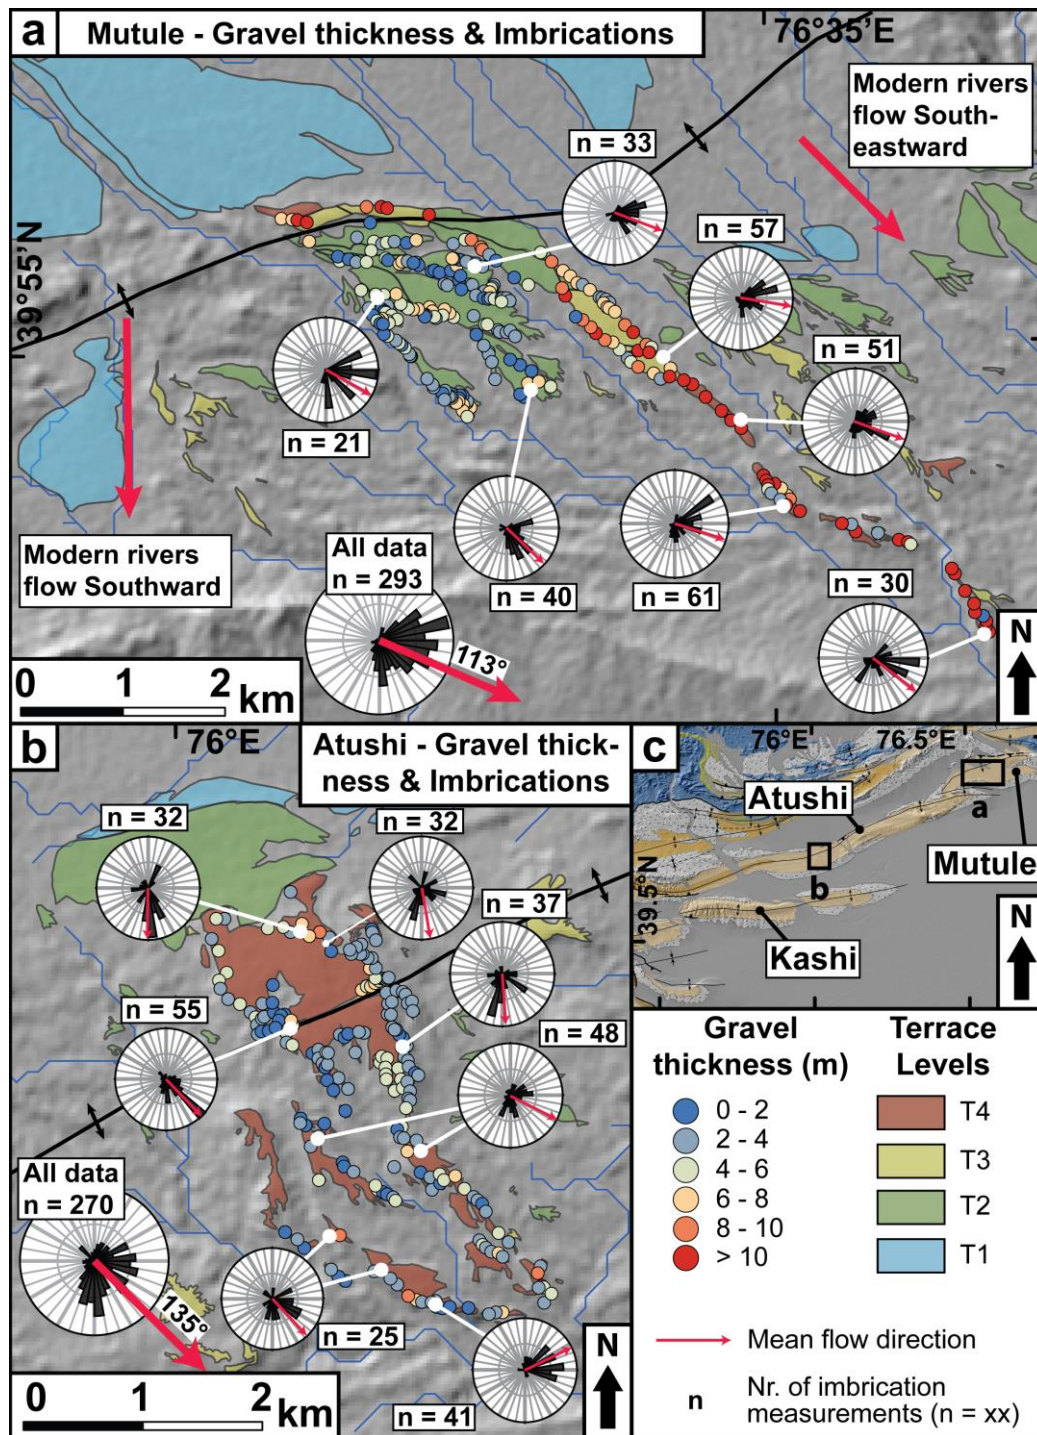 a
Mutule - Gravel thickness & Imbrications
76°35’E
39°55’N
Modern rivers
flow South-
eastward
n = 33
n = 57
n = 51
n = 21
n = 40
n = 61
n = 30
Modern rivers
flow Southward
All data
n = 293
113°
N
0 1 2
km
b
76°E
Atushi - Gravel thick-
ness & Imbrications
n = 32
n = 32
n = 37
n = 55
n = 48
All data
n = 270
135°
n = 25
n = 41
N
0 1 2
km
c
76°E
76.5°E
39.5°N
Atushi
a
Mutule
b
Kashi
N
Gravel
thickness (m)
0 - 2
2 - 4
4 - 6
6 - 8
8 - 10
> 10
Terrace
Levels
T4
T3
T2
T1
Mean flow direction
n
Nr. of imbrication
measurements (n = xx)